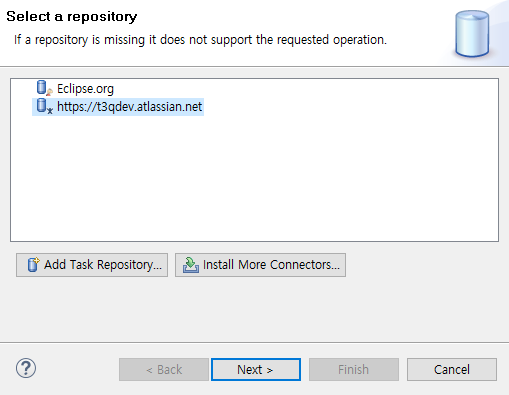 Select a repository
If a repository is missing it does not support the requested operation.
Eclipse.org
https://t3qdev.atlassian.net
Add Task Repository...
Install More Connectors...
?
< Back
Next >
Finish
Cancel